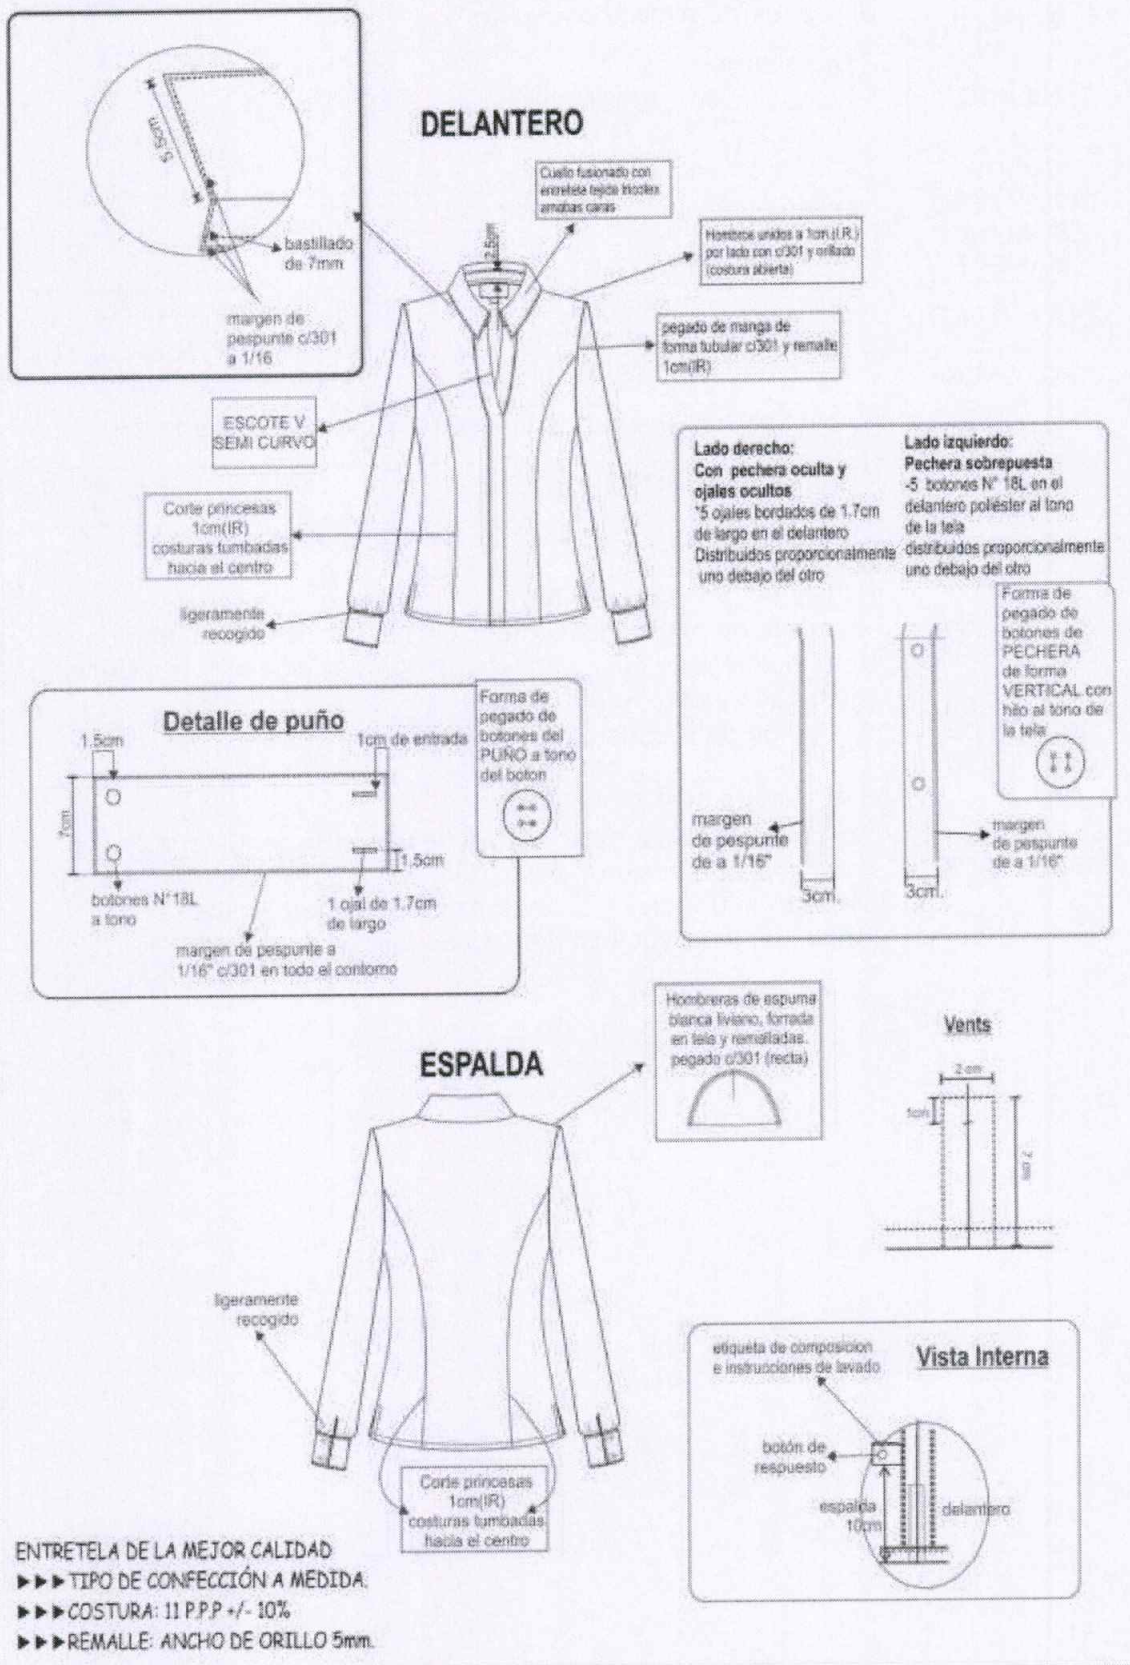 DELANTERO
5.5cm
bastillado
de 7mm
margen de
pespunte c/301
a 1/16
Cuello fusionado con
entretela tejida
ambas caras
2.5cm
Hombros unidos a 1cm.(I.R.)
por lado con c/301 y orillado
(costura abierta)
pegado de manga de
forma tubular c/301 y remalle
1cm(IR)
ESCOTE V
SEMI CURVO
Corte princesas
1cm(IR)
costuras tumbadas
hacia el centro
ligeramente
recogido
Lado derecho:
Con pechera oculta y
ojales ocultos
*5 ojales bordados de 1.7cm
de largo en el delantero
Distribuidos proporcionalmente
uno debajo del otro
Lado izquierdo:
Pechera sobrepuesta
-5 botones N° 18L en el
delantero poliéster al tono
de la tela
distribuidos proporcionalmente
uno debajo del otro
Forma de
pegado de
botones de
PECHERA
de forma
VERTICAL con
hilo al tono de
la tela
margen
de pespunte
de a 1/16"
3cm.
3cm.
margen
de pespunte
de a 1/16"
Detalle de puño
1.5cm
1cm de entrada
7cm
1.5cm
botones N°18L
a tono
1 ojal de 1.7cm
de largo
margen de pespunte a
1/16" c/301 en todo el contorno
Forma de
pegado de
botones del
PUÑO a tono
del boton
ESPALDA
Hombreras de espuma
blanca liviano, forrada
en tela y remalladas.
pegado c/301 (recta)
Vents
2 cm
1cm
7 cm
ligeramente
recogido
Corte princesas
1cm(IR)
costuras tumbadas
hacia el centro
Vista Interna
etiqueta de composicion
e instrucciones de lavado
botón de
respuesto
espalda
10cm
delantero
ENTRETELA DE LA MEJOR CALIDAD
►►►TIPO DE CONFECCIÓN A MEDIDA.
►►►COSTURA: 11 P.P.P +/- 10%
►►►REMALLE: ANCHO DE ORILLO 5mm.